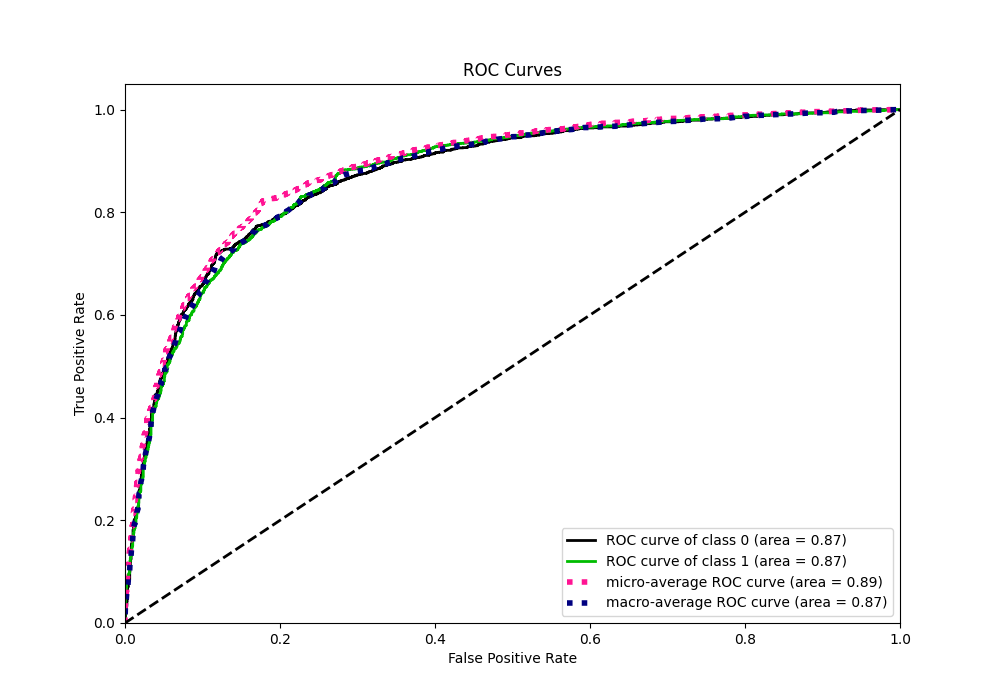 ROC Curves
True Positive Rate
1.0
0.8
0.6
0.4
0.2
0.0
0.0 0.2 0.4 0.6 0.8 1.0
False Positive Rate
ROC curve of class 0 (area = 0.87)
ROC curve of class 1 (area = 0.87)
micro-average ROC curve (area = 0.89)
macro-average ROC curve (area = 0.87)